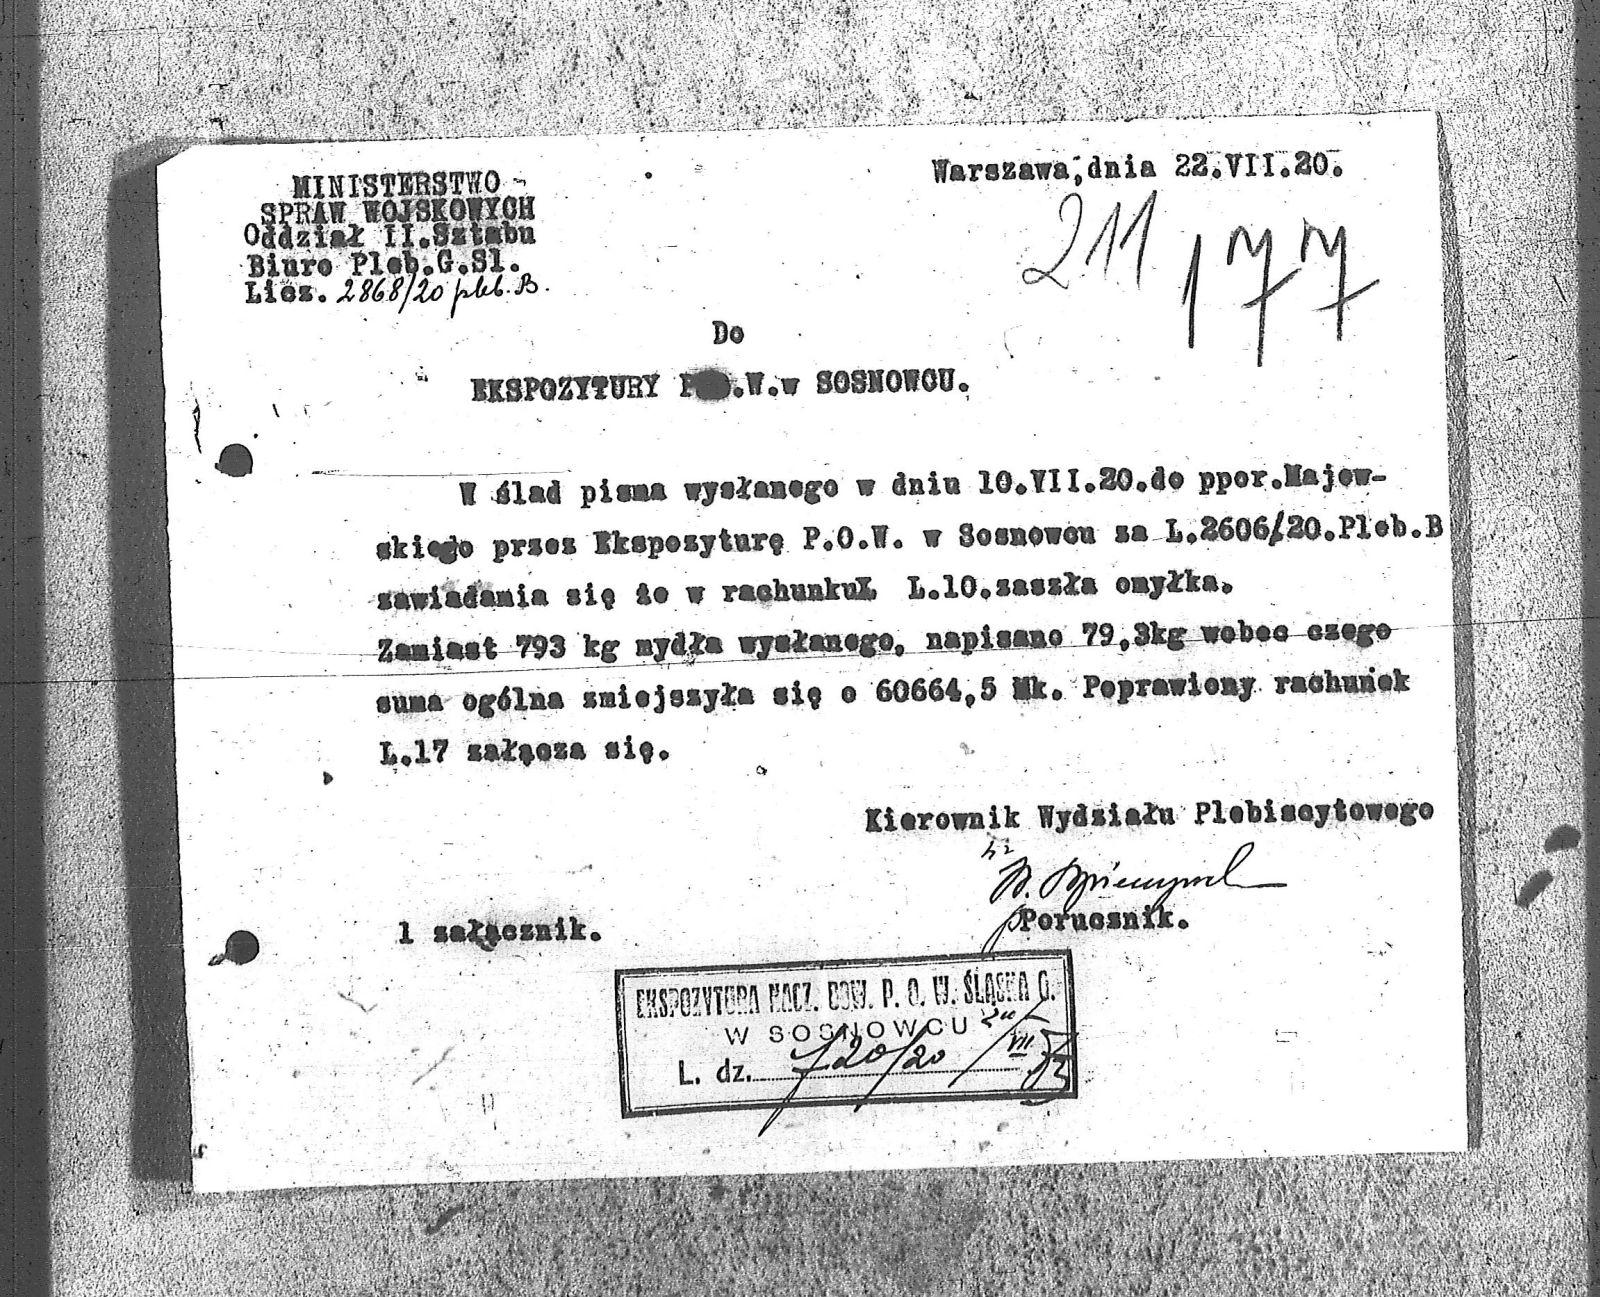 MINISTERSTWO
SPRAW WOJSKOWYCH
Oddział II.Sztabu
Biuro Pleb.G.Sl.
Licz. 2868/20 pleb. B.
Warszawa, dnia 22.VII.20.
211 177
Do
EKSPOZYTURY P.O.W.w SOSNOWCU.
W ślad pisma wysłanego w dniu 10.VII.20.do ppor.Majew-
skiego przez Ekspozyturę P.O.W. w Sosnowcu za L.2606/20.Pleb.B
zawiadamia się że w rachunku L.10.zaszła omyłka.
Zamiast 793 kg mydła wysłanego, napisano 79,3kg wobec czego
suma ogólna zmiejszyła się o 60664,5 Mk. Poprawiony rachunek
L.17 załącza się.
Kierownik Wydziału Plebiscytowego
pPorucznik.
1 załącznik.
EKSPOZYTURA NACZ. DOW. P. O. W. ŚLĄSKA G.
W SOSNOWCU
L. dz. 720/20 VII